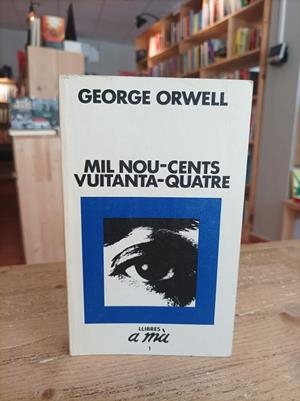 GEORGE ORWELL
MIL NOU-CENTS
VUITANTA-QUATRE
LLIBRES
a mà
1